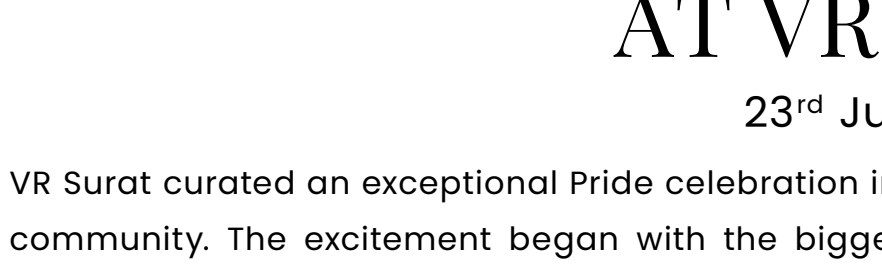 AT VR
23rd
VR Surat curated an exceptional Pride celebration
community. The excitement began with the